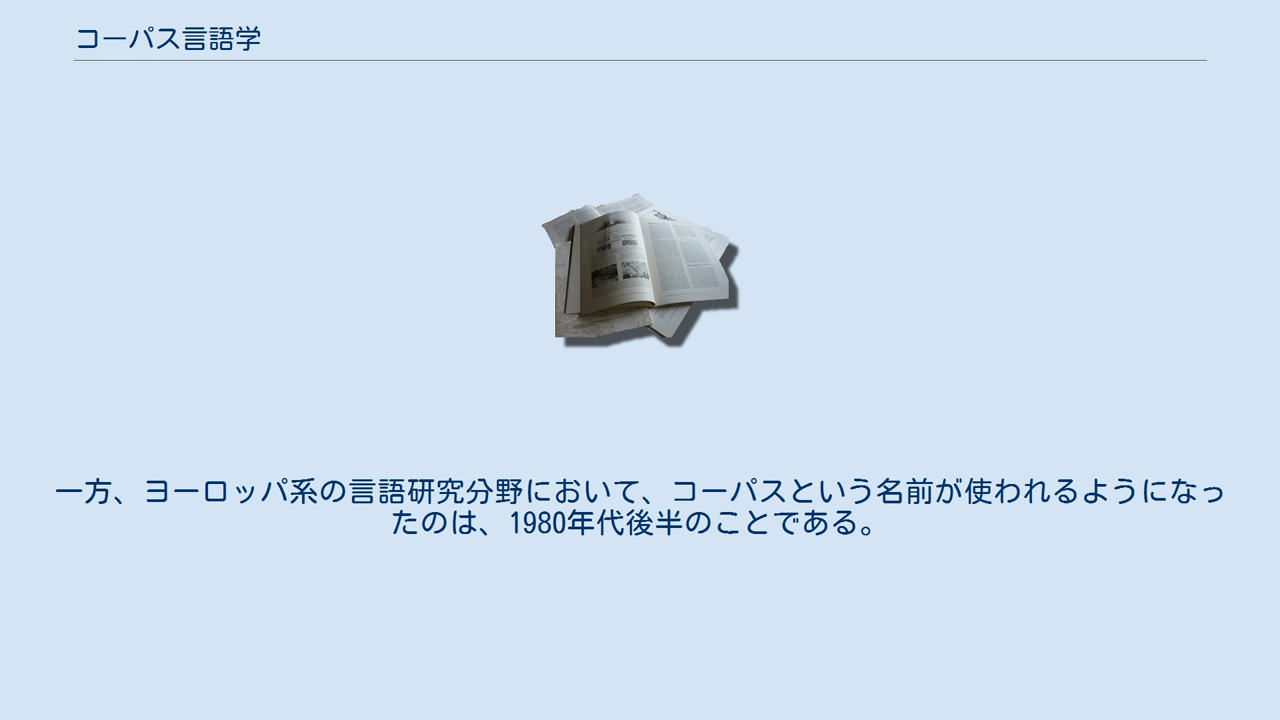 コーパス言語学
一方、ヨーロッパ系の言語研究分野において、コーパスという名前が使われるようになっ
たのは、1980年代後半のことである。